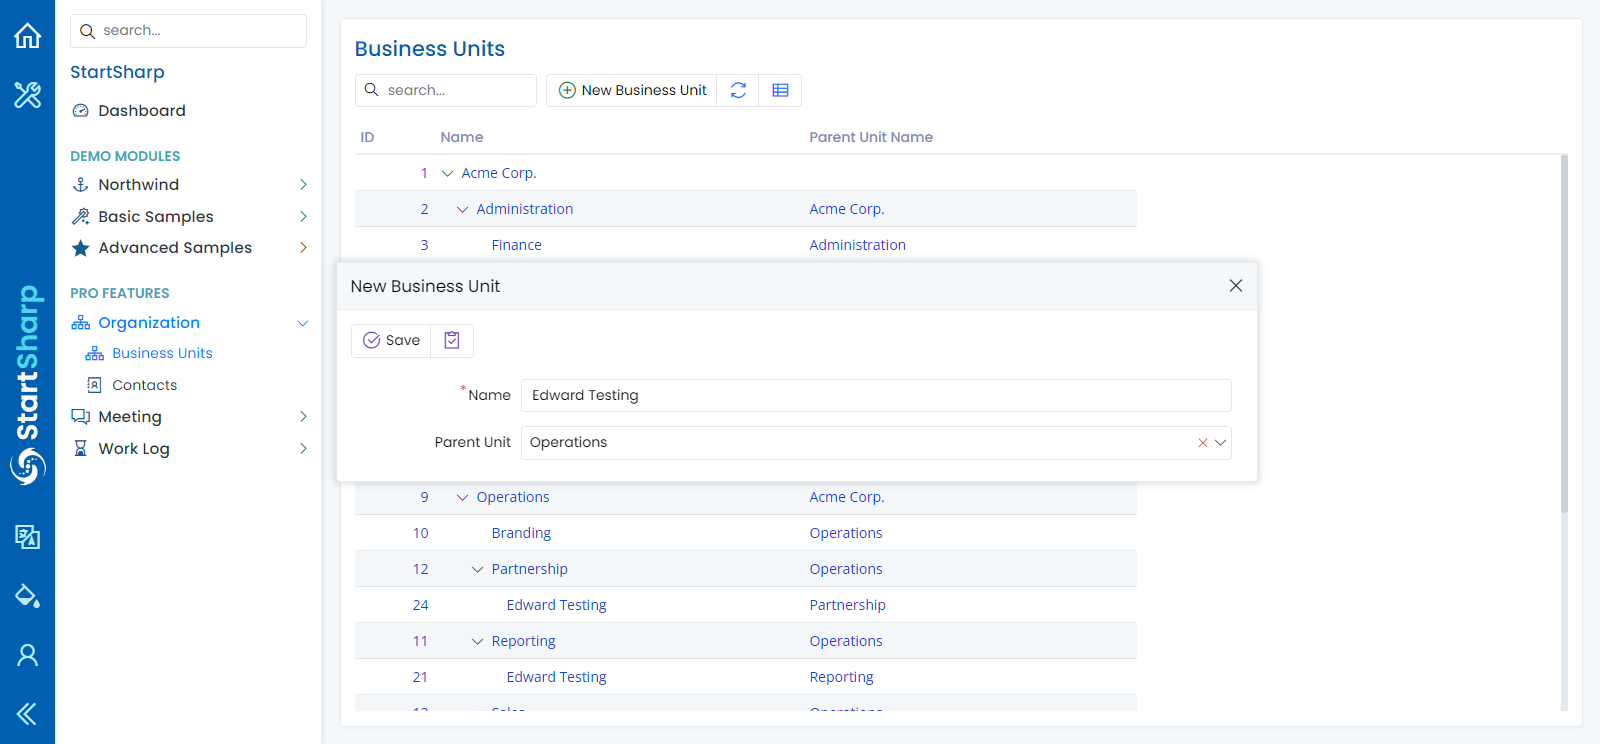 search...
StartSharp
Dashboard
DEMO MODULES
Northwind
Basic Samples
Advanced Samples
PRO FEATURES
Organization
Business Units
Contacts
Meeting
Work Log
StartSharp
Business Units
search...
New Business Unit
ID Name Parent Unit Name
1 Acme Corp.
2 Administration Acme Corp.
3 Finance Administration
New Business Unit
Save
*Name Edward Testing
Parent Unit Operations
9 Operations Acme Corp.
10 Branding Operations
12 Partnership Operations
24 Edward Testing Partnership
11 Reporting Operations
21 Edward Testing Reporting
13 Sales Operations